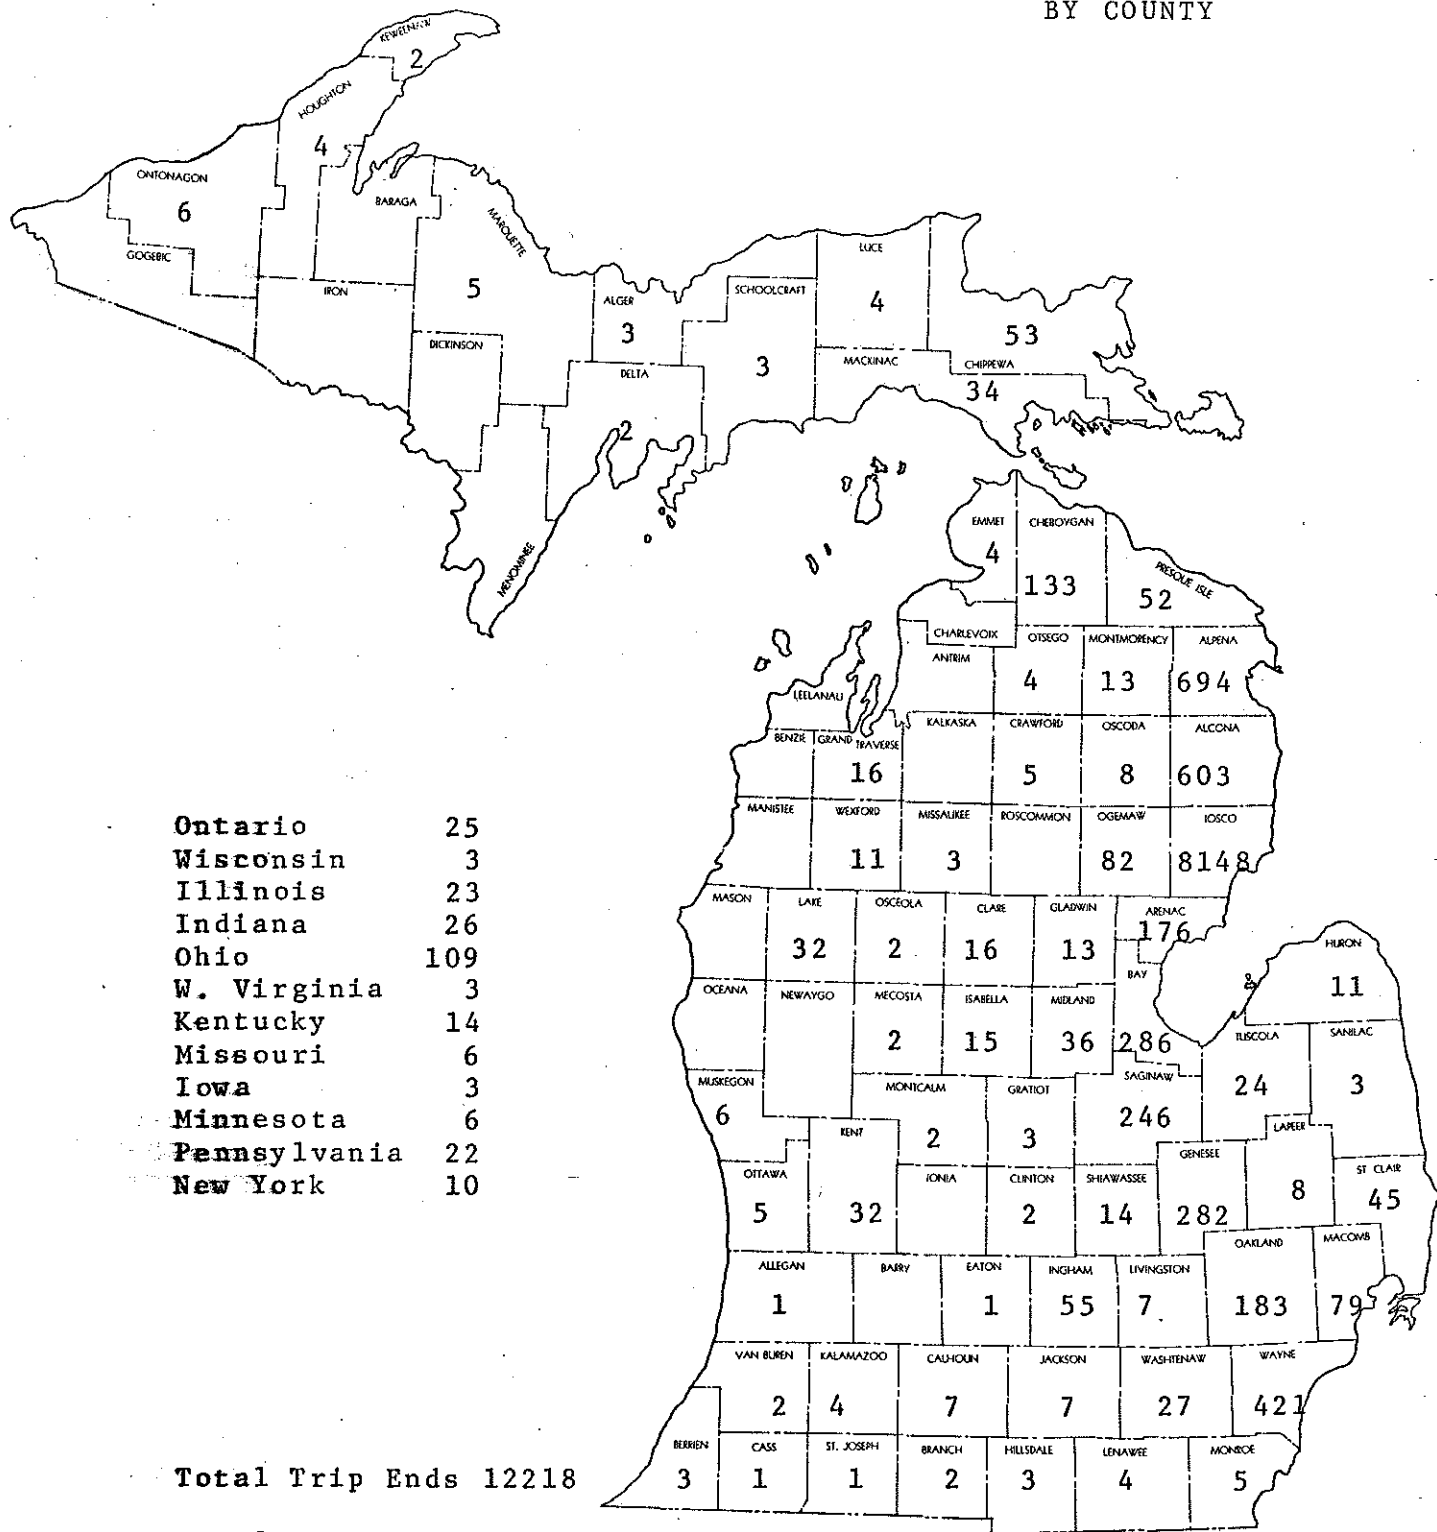 BY COUNTY
KEWEENAW
2
HOUGHTON
4
ONTONAGON
6
BARAGA
GOGEBIC
MARQUETTE
5
IRON
DICKINSON
ALGER
3
SCHOOLCRAFT
3
LUCE
4
53
CHIPPEWA
MACKINAC
34
DELTA
2
MENOMINEE
EMMET
4
CHEBOYGAN
133
PRESQUE ISLE
52
CHARLEVOIX
ANTRIM
OTSEGO
4
MONTMORENCY
13
ALPENA
694
LEELANAU
BENZIE
GRAND TRAVERSE
16
KALKASKA
CRAWFORD
5
OSCODA
8
ALCONA
603
MANISTEE
WEXFORD
11
MISSAUKEE
3
ROSCOMMON
OGEMAW
82
IOSCO
8148
MASON
LAKE
32
OSCEOLA
2
CLARE
16
GLADWIN
13
ARENAC
176
BAY
286
HURON
11
OCEANA
NEWAYGO
MECOSTA
2
ISABELLA
15
MIDLAND
36
TUSCOLA
24
SANILAC
3
MUSKEGON
6
MONTCALM
2
GRATIOT
3
SAGINAW
246
LAPEER
8
KENT
32
OTTAWA
5
IONIA
CLINTON
2
SHIAWASSEE
14
GENESEE
282
ST CLAIR
45
ALLEGAN
1
BARRY
EATON
1
INGHAM
55
LIVINGSTON
7
OAKLAND
183
MACOMB
79
VAN BUREN
2
KALAMAZOO
4
CALHOUN
7
JACKSON
7
WASHTENAW
27
WAYNE
421
BERRIEN
3
CASS
1
ST. JOSEPH
1
BRANCH
2
HILLSDALE
3
LENAWEE
4
MONROE
5
Ontario 25
Wisconsin 3
Illinois 23
Indiana 26
Ohio 109
W. Virginia 3
Kentucky 14
Missouri 6
Iowa 3
Minnesota 6
Pennsylvania 22
New York 10
Total Trip Ends 12218